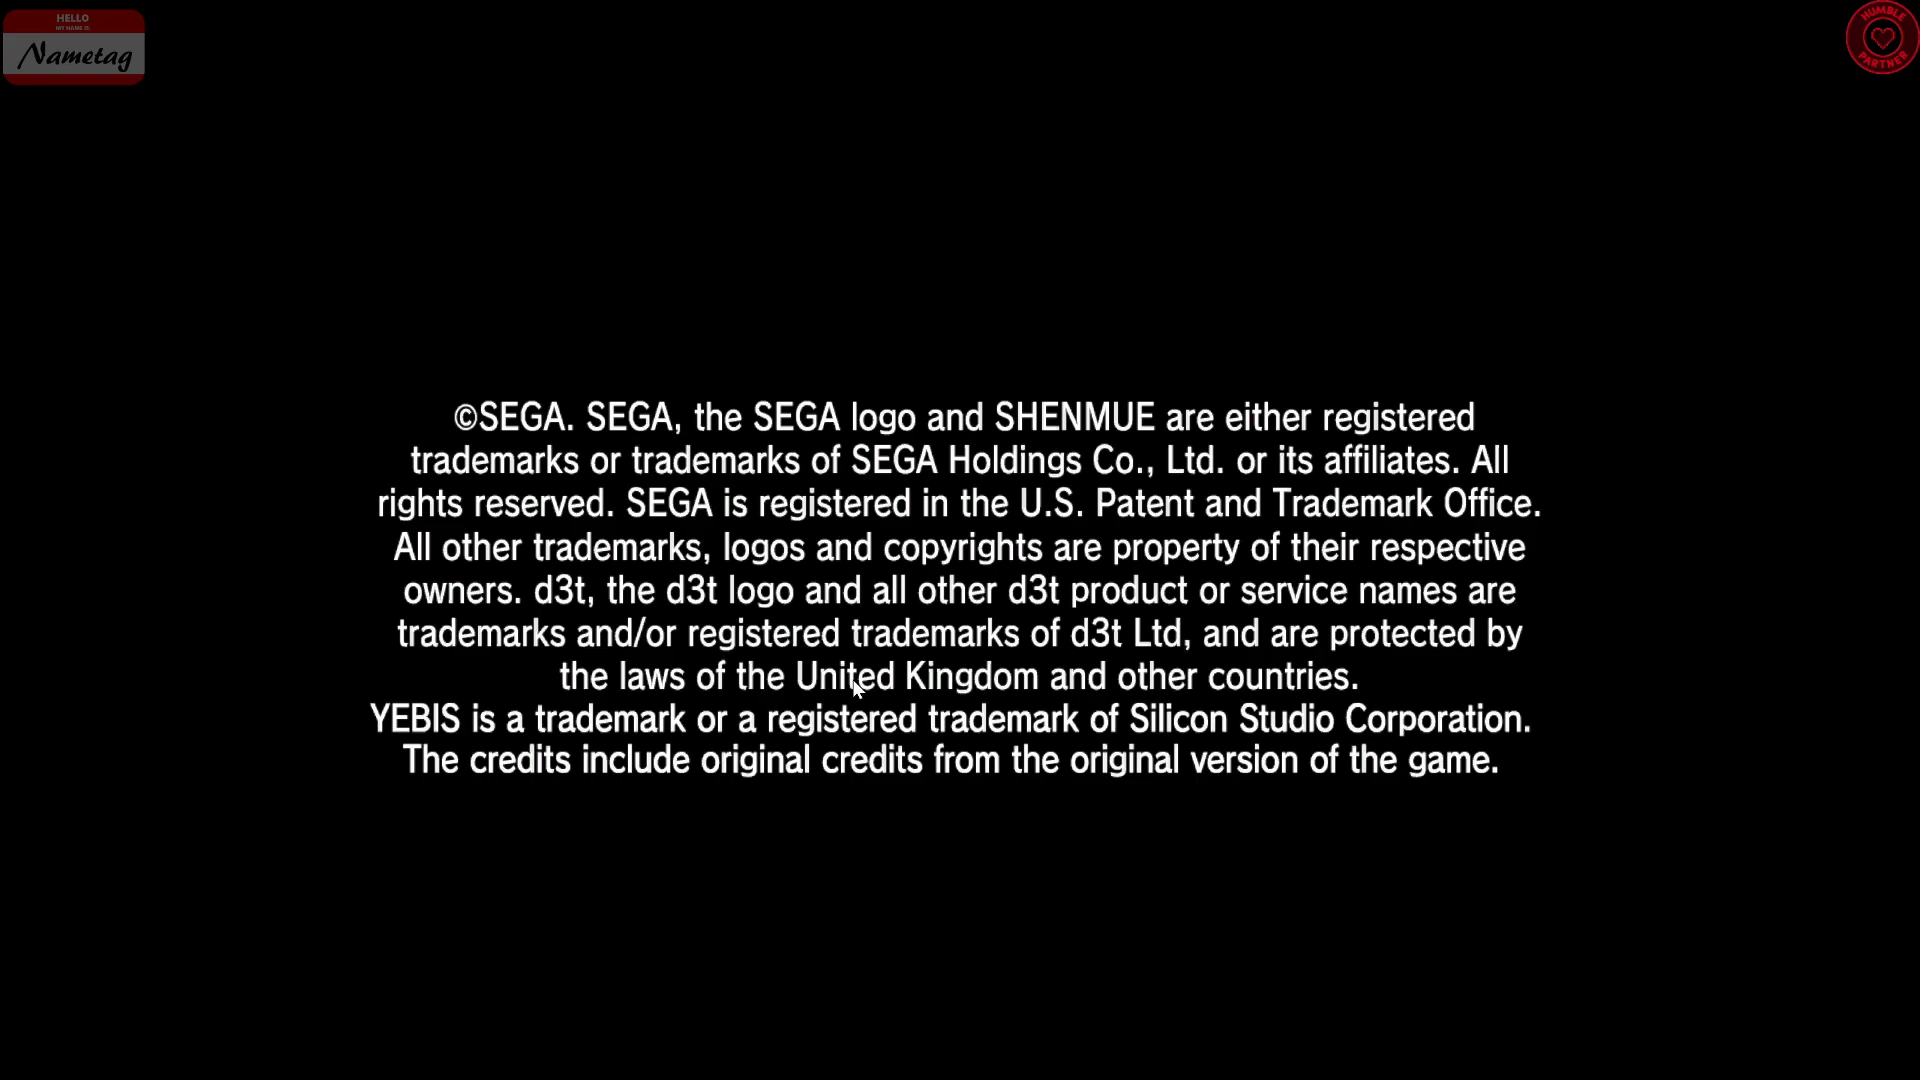 HELLO
MY NAME IS
Nametag
HUMBLE
PARTNER
©SEGA. SEGA, the SEGA logo and SHENMUE are either registered
trademarks or trademarks of SEGA Holdings Co., Ltd. or its affiliates. All
rights reserved. SEGA is registered in the U.S. Patent and Trademark Office.
All other trademarks, logos and copyrights are property of their respective
owners. d3t, the d3t logo and all other d3t product or service names are
trademarks and/or registered trademarks of d3t Ltd, and are protected by
the laws of the United Kingdom and other countries.
YEBIS is a trademark or a registered trademark of Silicon Studio Corporation.
The credits include original credits from the original version of the game.